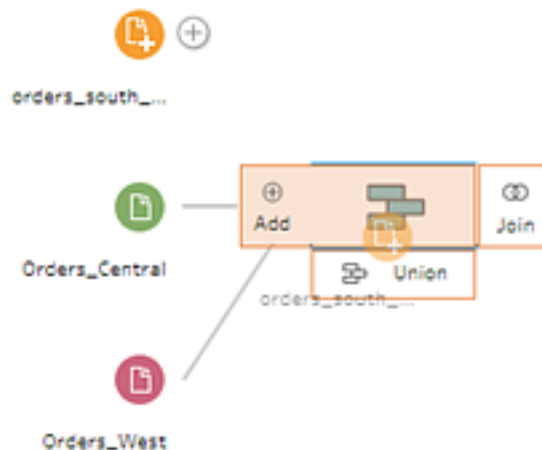 orders_south_...
Add
Join
Orders_Central
Union
orders_south_...
Orders_West